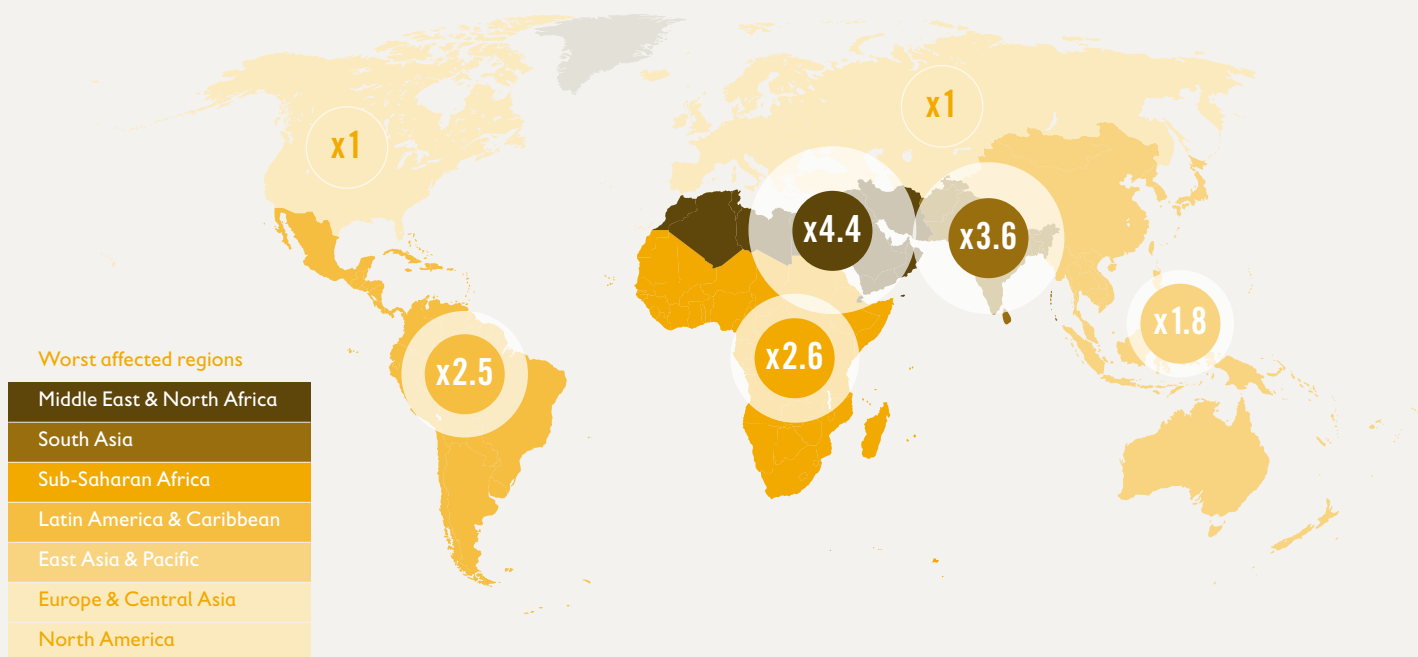 x1
x1
x4.4
x3.6
x1.8
x2.6
x2.5
Worst affected regions
Middle East & North Africa
South Asia
Sub-Saharan Africa
Latin America & Caribbean
East Asia & Pacific
Europe & Central Asia
North America